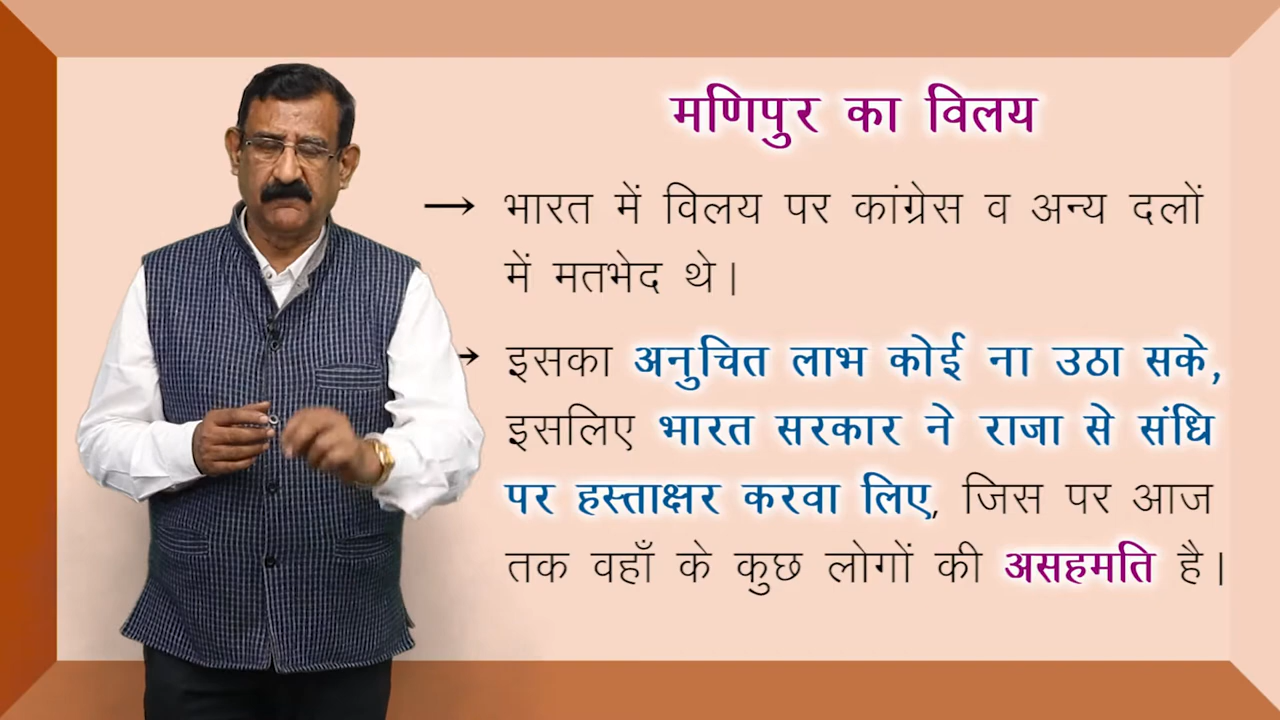 मणिपुर का विलय
→ भारत में विलय पर कांग्रेस व अन्य दलों
में मतभेद थे।
→ इसका अनुचित लाभ कोई ना उठा सके,
इसलिए भारत सरकार ने राजा से संधि
पर हस्ताक्षर करवा लिए, जिस पर आज
तक वहाँ के कुछ लोगों की असहमति है।